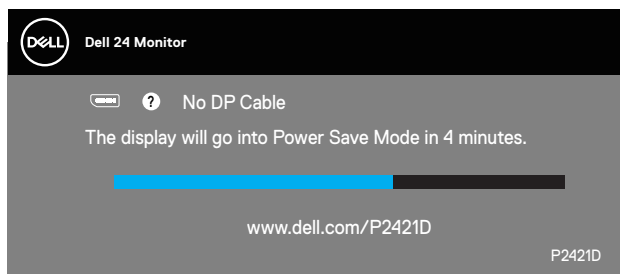 DELL
Dell 24 Monitor
? No DP Cable
The display will go into Power Save Mode in 4 minutes.
www.dell.com/P2421D
P2421D